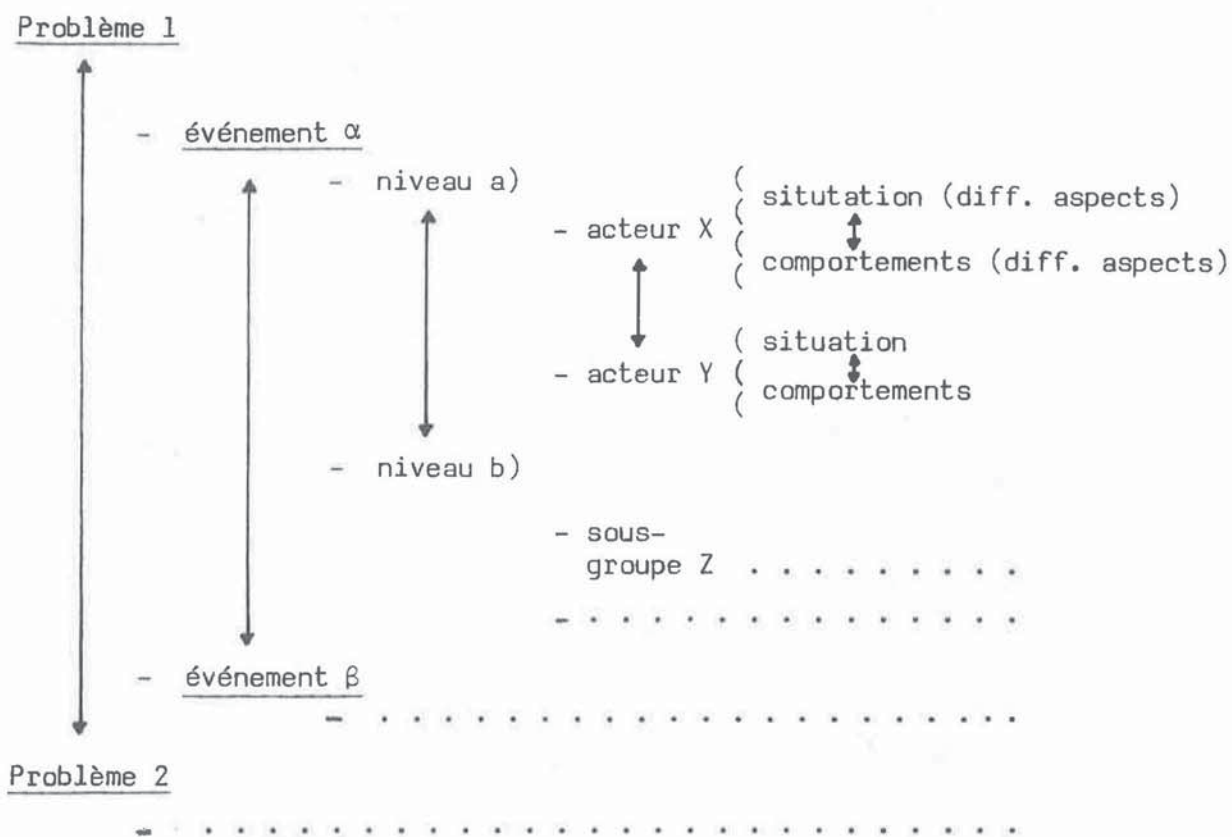 Problème 1
- événement α
- niveau a)
( situtation (diff. aspects)
- acteur X (
(
( comportements (diff. aspects)
( situation
- acteur Y (
( comportements
- niveau b)
- sous-
groupe Z . . . . . . . . .
- . . . . . . . . . . . . . .
- événement β
- . . . . . . . . . . . . . . . . . . . .
Problème 2
- . . . . . . . . . . . . . . . . . . . . . . . . . .